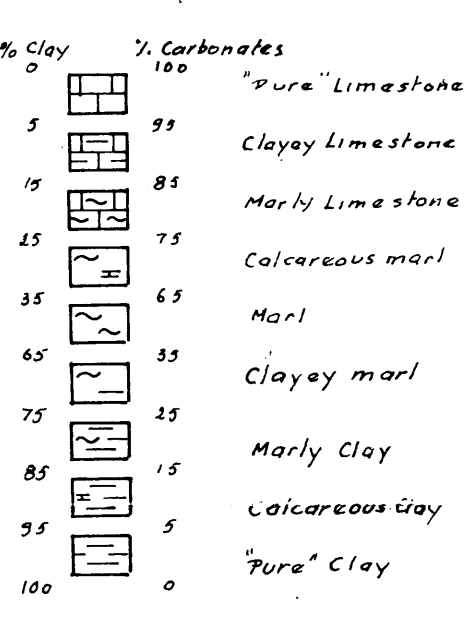 % Clay %. Carbonates
0 100
"Pure" Limestone
5 95
Clayey Limestone
15 85
Marly Limestone
25 75
Calcareous marl
35 65
Marl
65 35
Clayey marl
75 25
Marly Clay
85 15
Calcareous Clay
95 5
"Pure" Clay
100 0